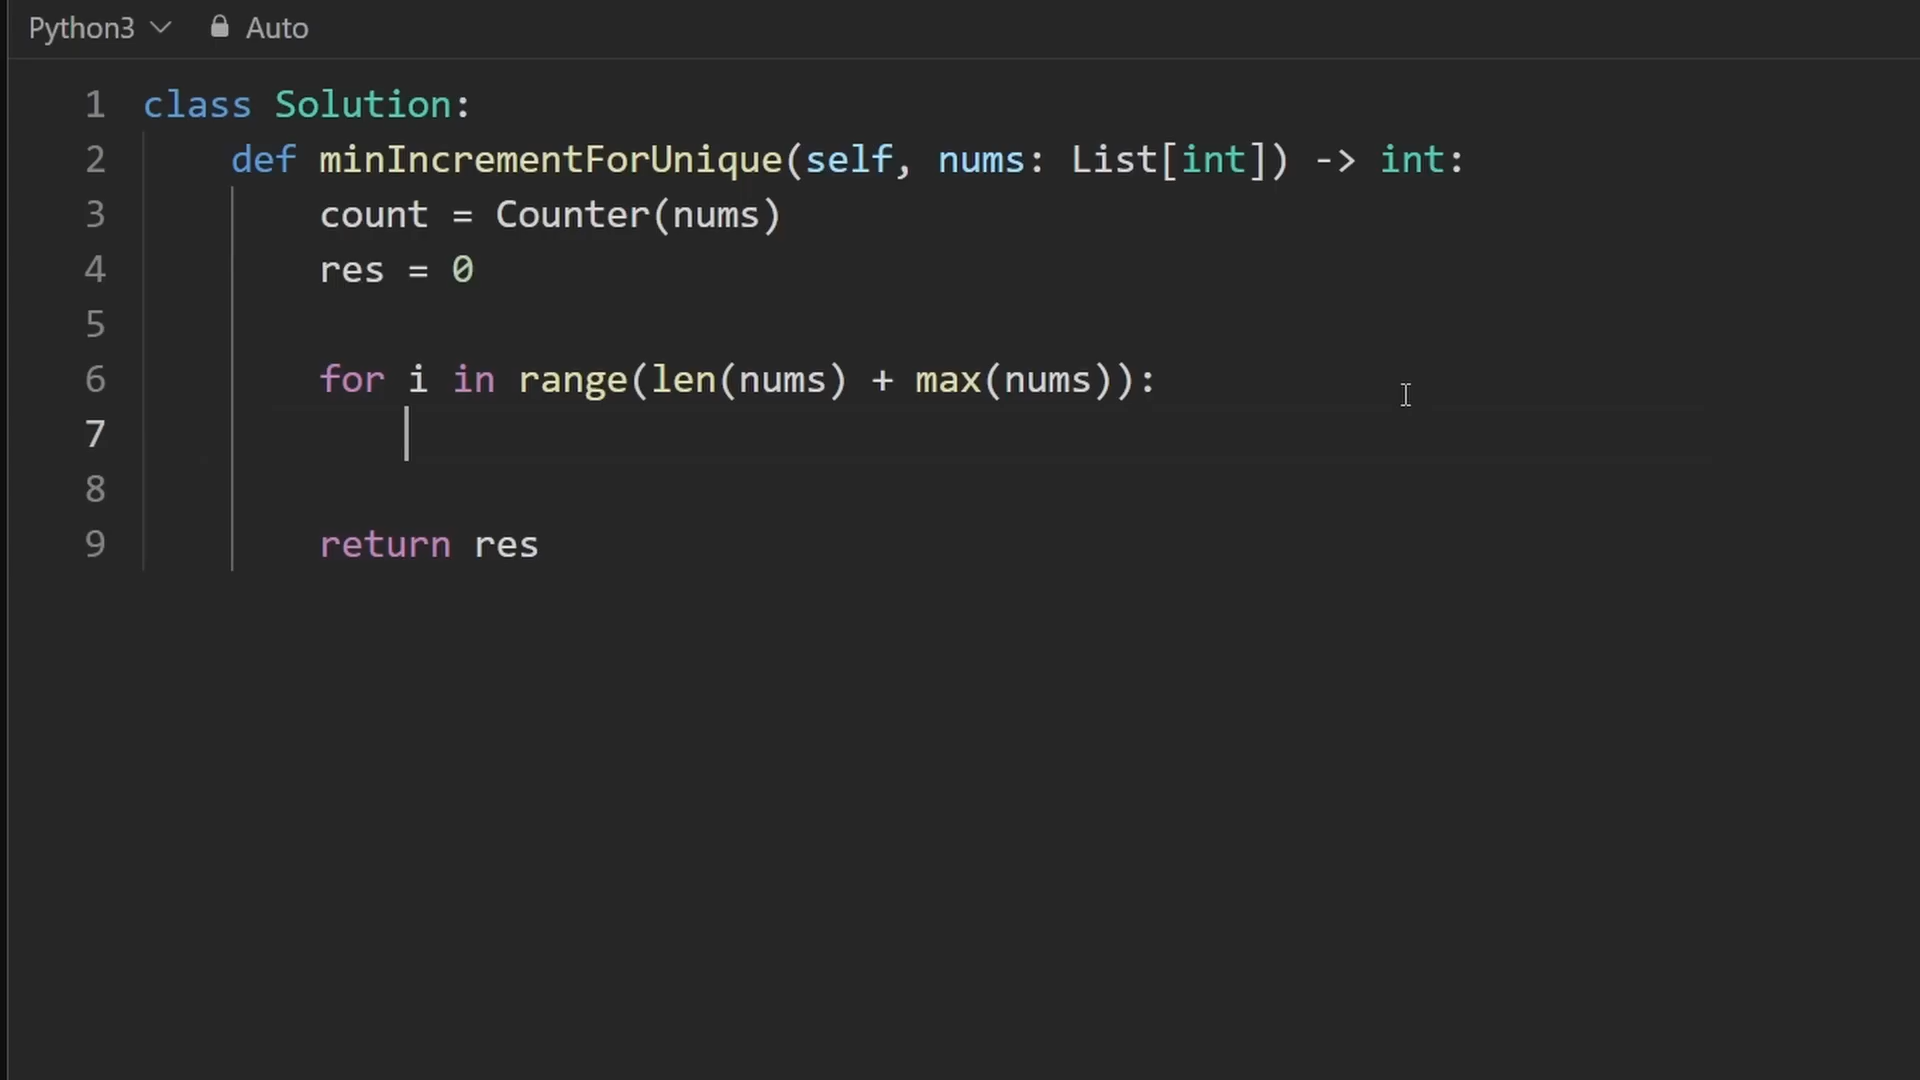 Python3 Auto
1 class Solution:
2 def minIncrementForUnique(self, nums: List[int]) -> int:
3 count = Counter(nums)
4 res = 0
5
6 for i in range(len(nums) + max(nums)):
7
8
9 return res